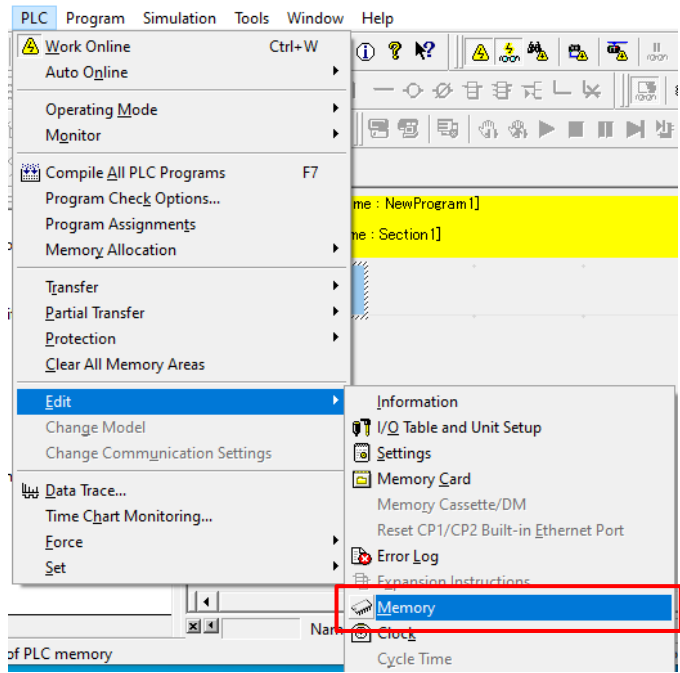 PLC Program Simulation Tools Window Help
Work Online Ctrl+W
Auto Online
Operating Mode
Monitor
Compile All PLC Programs F7
Program Check Options...
Program Assignments
Memory Allocation
me : NewProgram1]
me : Section1]
Transfer
Partial Transfer
Protection
Clear All Memory Areas
Edit
Change Model
Change Communication Settings
Data Trace...
Time Chart Monitoring...
Force
Set
Information
I/O Table and Unit Setup
Settings
Memory Card
Memory Cassette/DM
Reset CP1/CP2 Built-in Ethernet Port
Error Log
Expansion Instructions
Memory
Nam
Clock
Cycle Time
of PLC memory